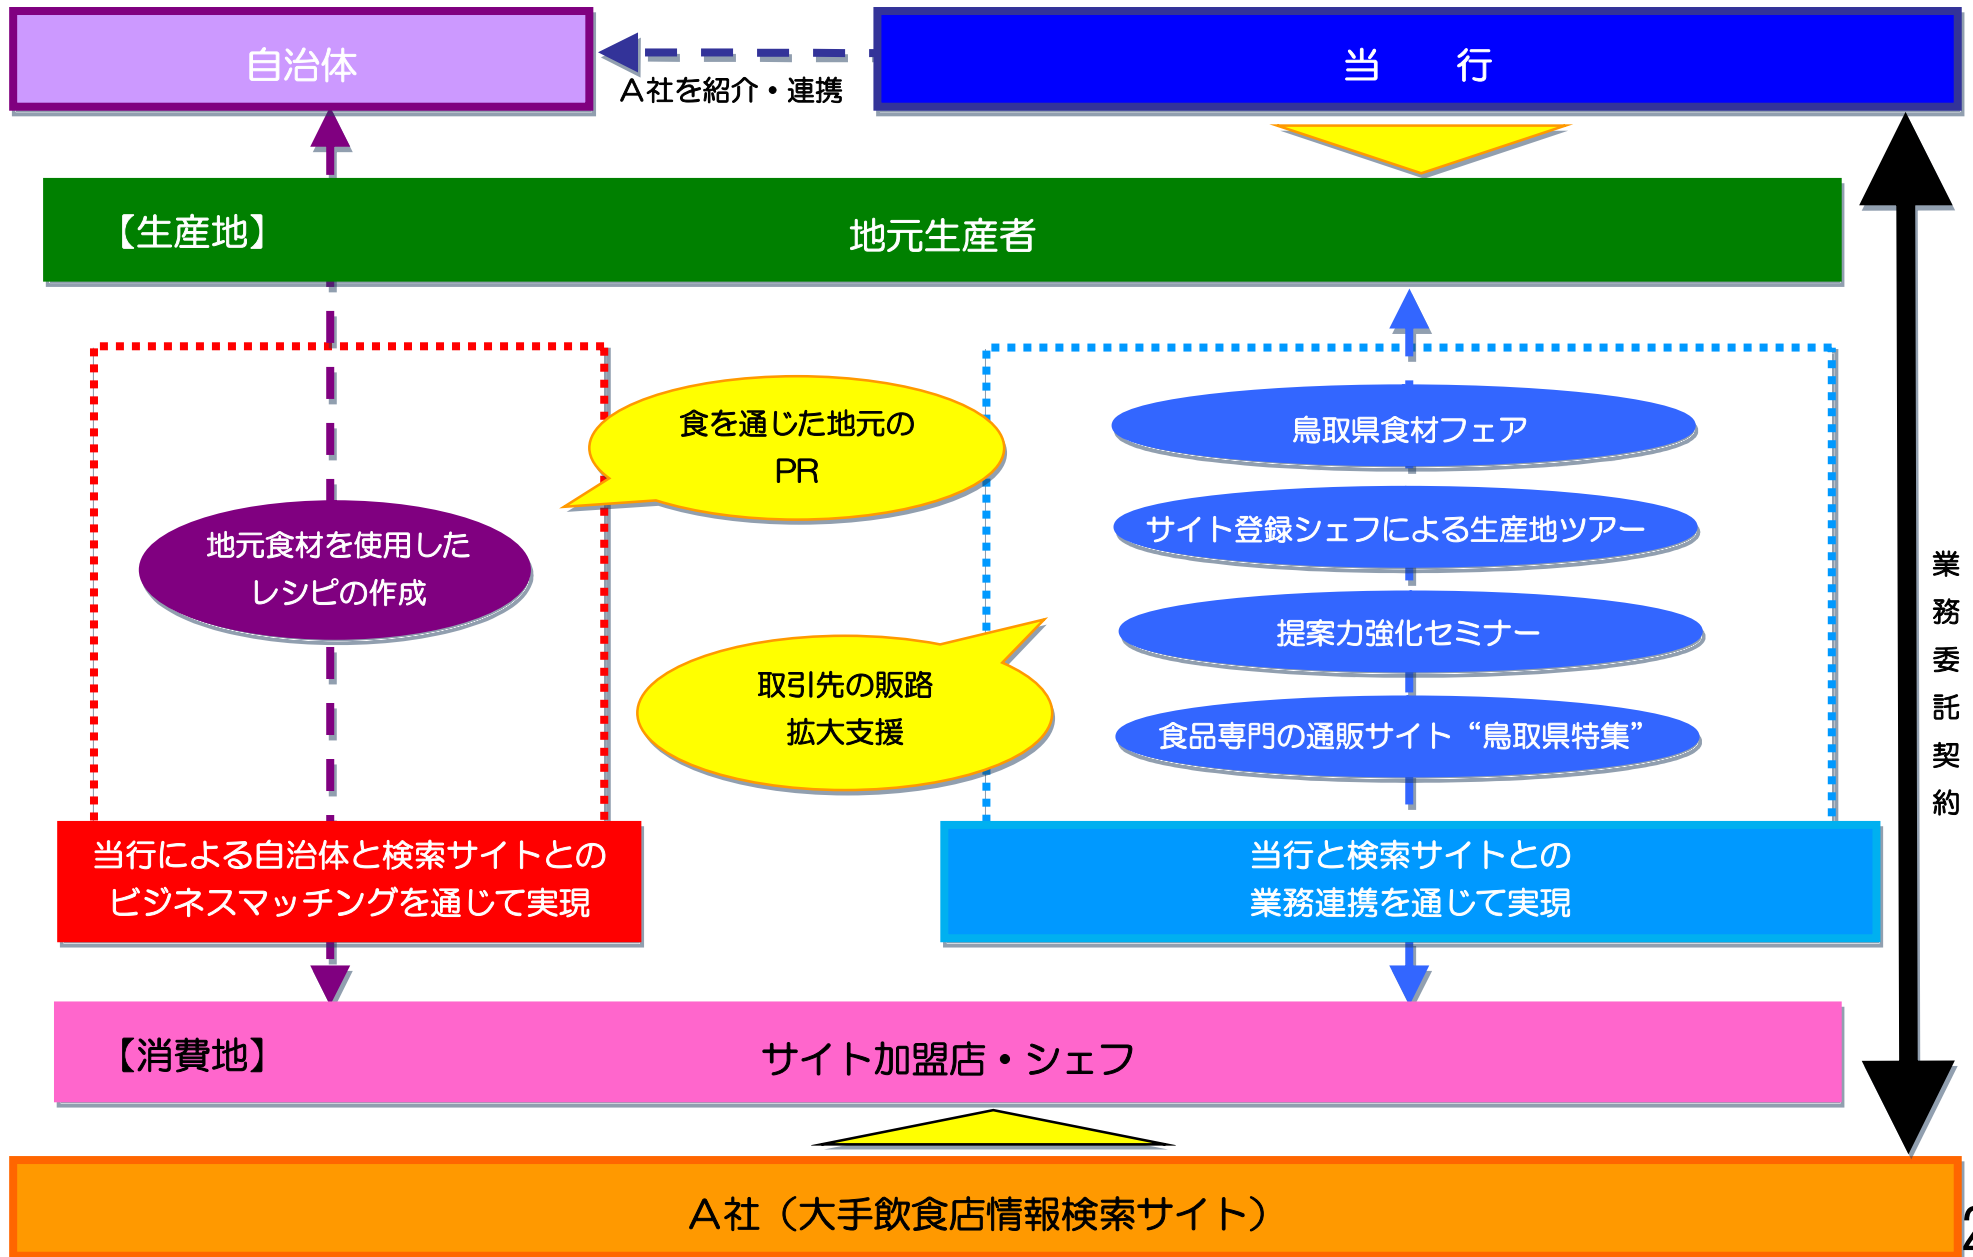 自治体
当　　行
A社を紹介・連携
【生産地】
地元生産者
食を通じた地元の
PR
鳥取県食材フェア
サイト登録シェフによる生産地ツアー
地元食材を使用した
レシピの作成
提案力強化セミナー
取引先の販路
拡大支援
食品専門の通販サイト“鳥取県特集”
業
務
委
託
契
約
当行による自治体と検索サイトとの
ビジネスマッチングを通じて実現
当行と検索サイトとの
業務連携を通じて実現
【消費地】
サイト加盟店・シェフ
A社（大手飲食店情報検索サイト）